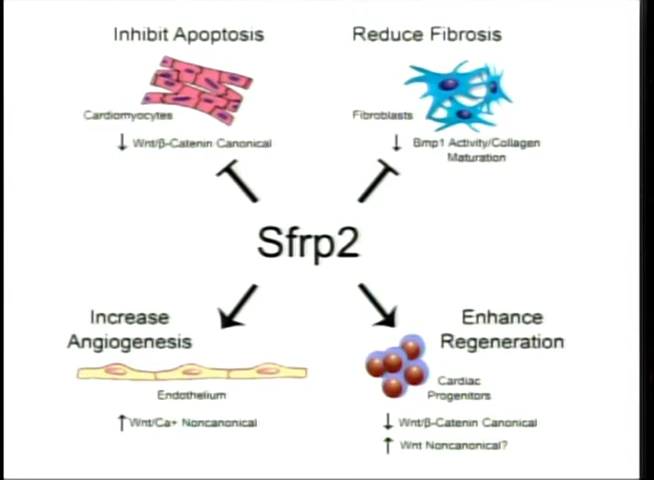 Inhibit Apoptosis
Reduce Fibrosis
Cardiomyocytes
Fibroblasts
↓ Wnt/β-Catenin Canonical
↓ Bmp1 Activity/Collagen
Maturation
Sfrp2
Increase
Angiogenesis
Enhance
Regeneration
Endothelium
Cardiac
Progenitors
↑ Wnt/Ca+ Noncanonical
↓ Wnt/β-Catenin Canonical
↑ Wnt Noncanonical?